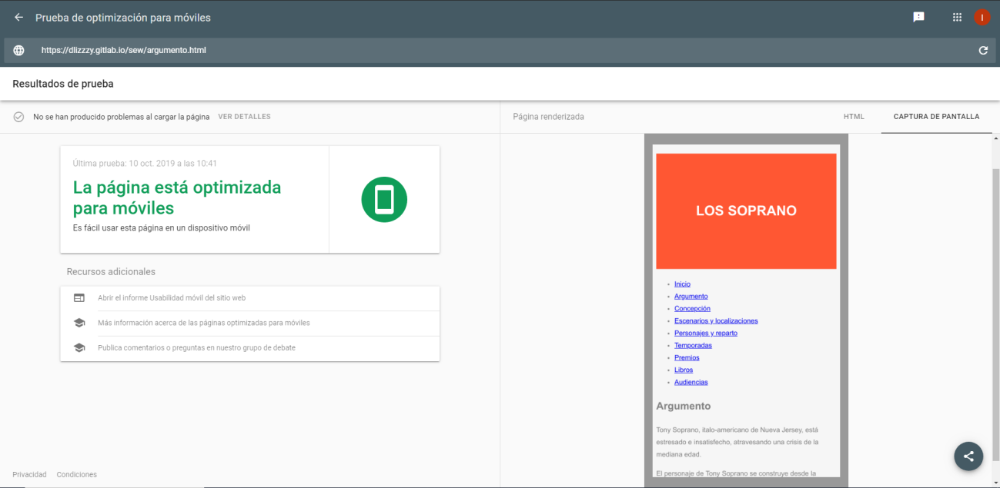 Prueba de optimización para móviles
I
https://dlizzzy.gitlab.io/sew/argumento.html
Resultados de prueba
No se han producido problemas al cargar la página VER DETALLES
Última prueba: 10 oct. 2019 a las 10:41
La página está optimizada
para móviles
Es fácil usar esta página en un dispositivo móvil
Recursos adicionales
Abrir el informe Usabilidad móvil del sitio web
Más información acerca de las páginas optimizadas para móviles
Publica comentarios o preguntas en nuestro grupo de debate
Privacidad Condiciones
Página renderizada HTML CAPTURA DE PANTALLA
LOS SOPRANO
Inicio
Argumento
Concepción
Escenarios y localizaciones
Personajes y reparto
Temporadas
Premios
Libros
Audiencias
Argumento
Tony Soprano, italo-americano de Nueva Jersey, está
estresado e insatisfecho, atravesando una crisis de la
mediana edad.
El personaje de Tony Soprano se construye desde la